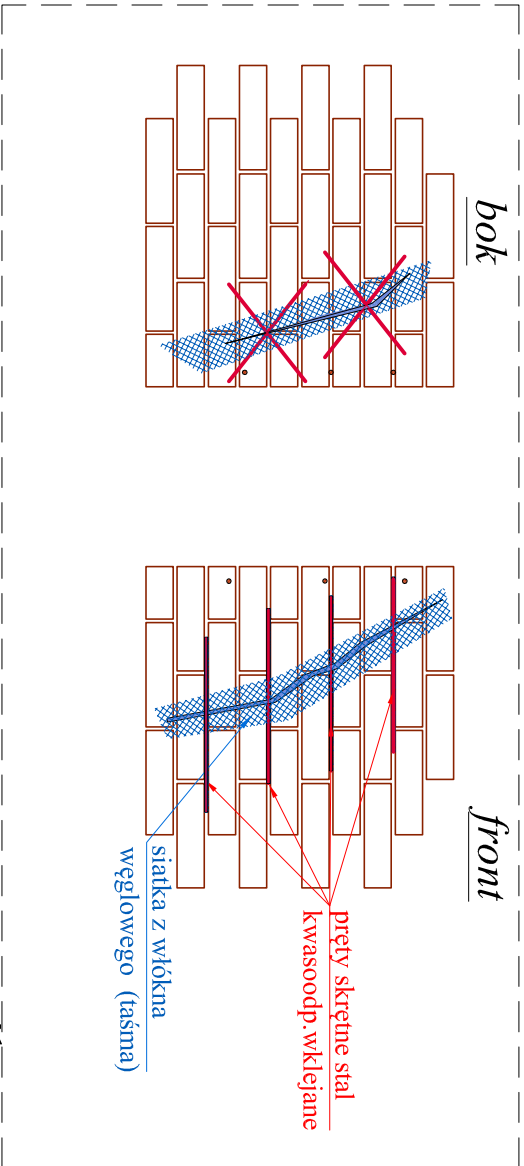 bok
front
pręty skrętne stal
kwasoodp.wklejane
siatka z włókna
węglowego (taśma)